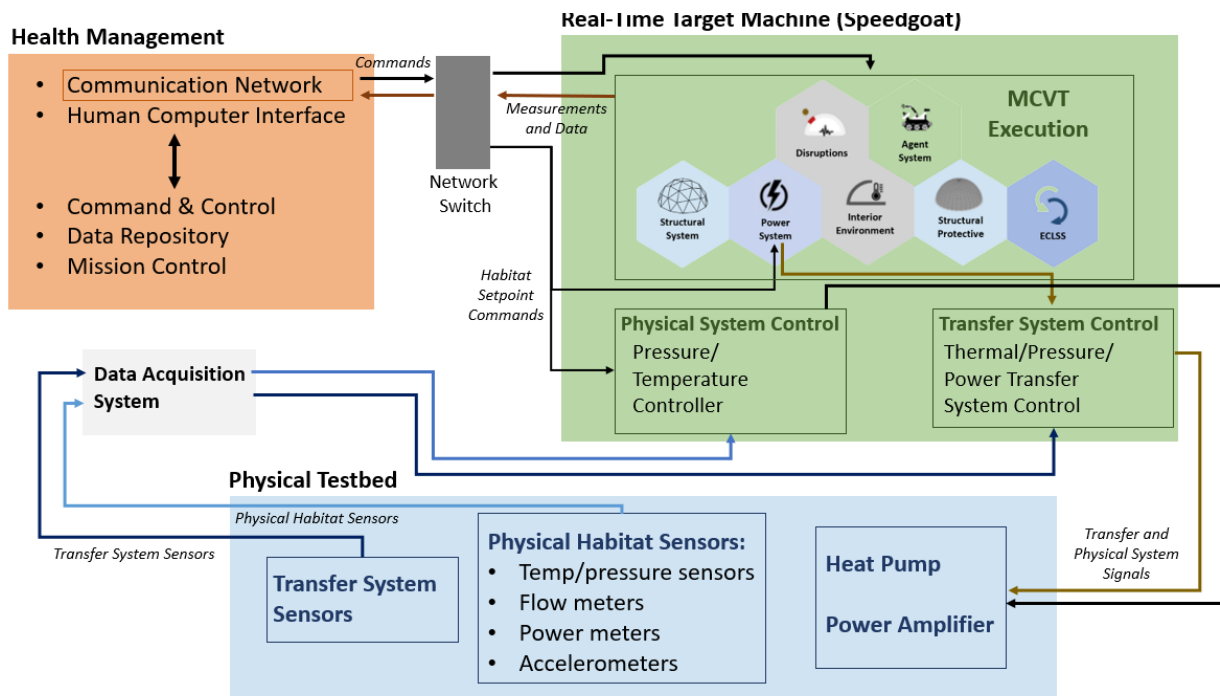 Real-Time Target Machine (Speedgoat)
Health Management
• Communication Network
• Human Computer Interface
• Command & Control
• Data Repository
• Mission Control
Commands
Measurements
and Data
Network
Switch
Habitat
Setpoint
Commands
MCVT
Execution
Disruptions
Agent
System
Structural
System
Power
System
Interior
Environment
Structural
Protective
ECLSS
Physical System Control
Pressure/
Temperature
Controller
Transfer System Control
Thermal/Pressure/
Power Transfer
System Control
Data Acquisition
System
Physical Testbed
Physical Habitat Sensors
Transfer System Sensors
Transfer System
Sensors
Physical Habitat Sensors:
• Temp/pressure sensors
• Flow meters
• Power meters
• Accelerometers
Heat Pump
Power Amplifier
Transfer and
Physical System
Signals